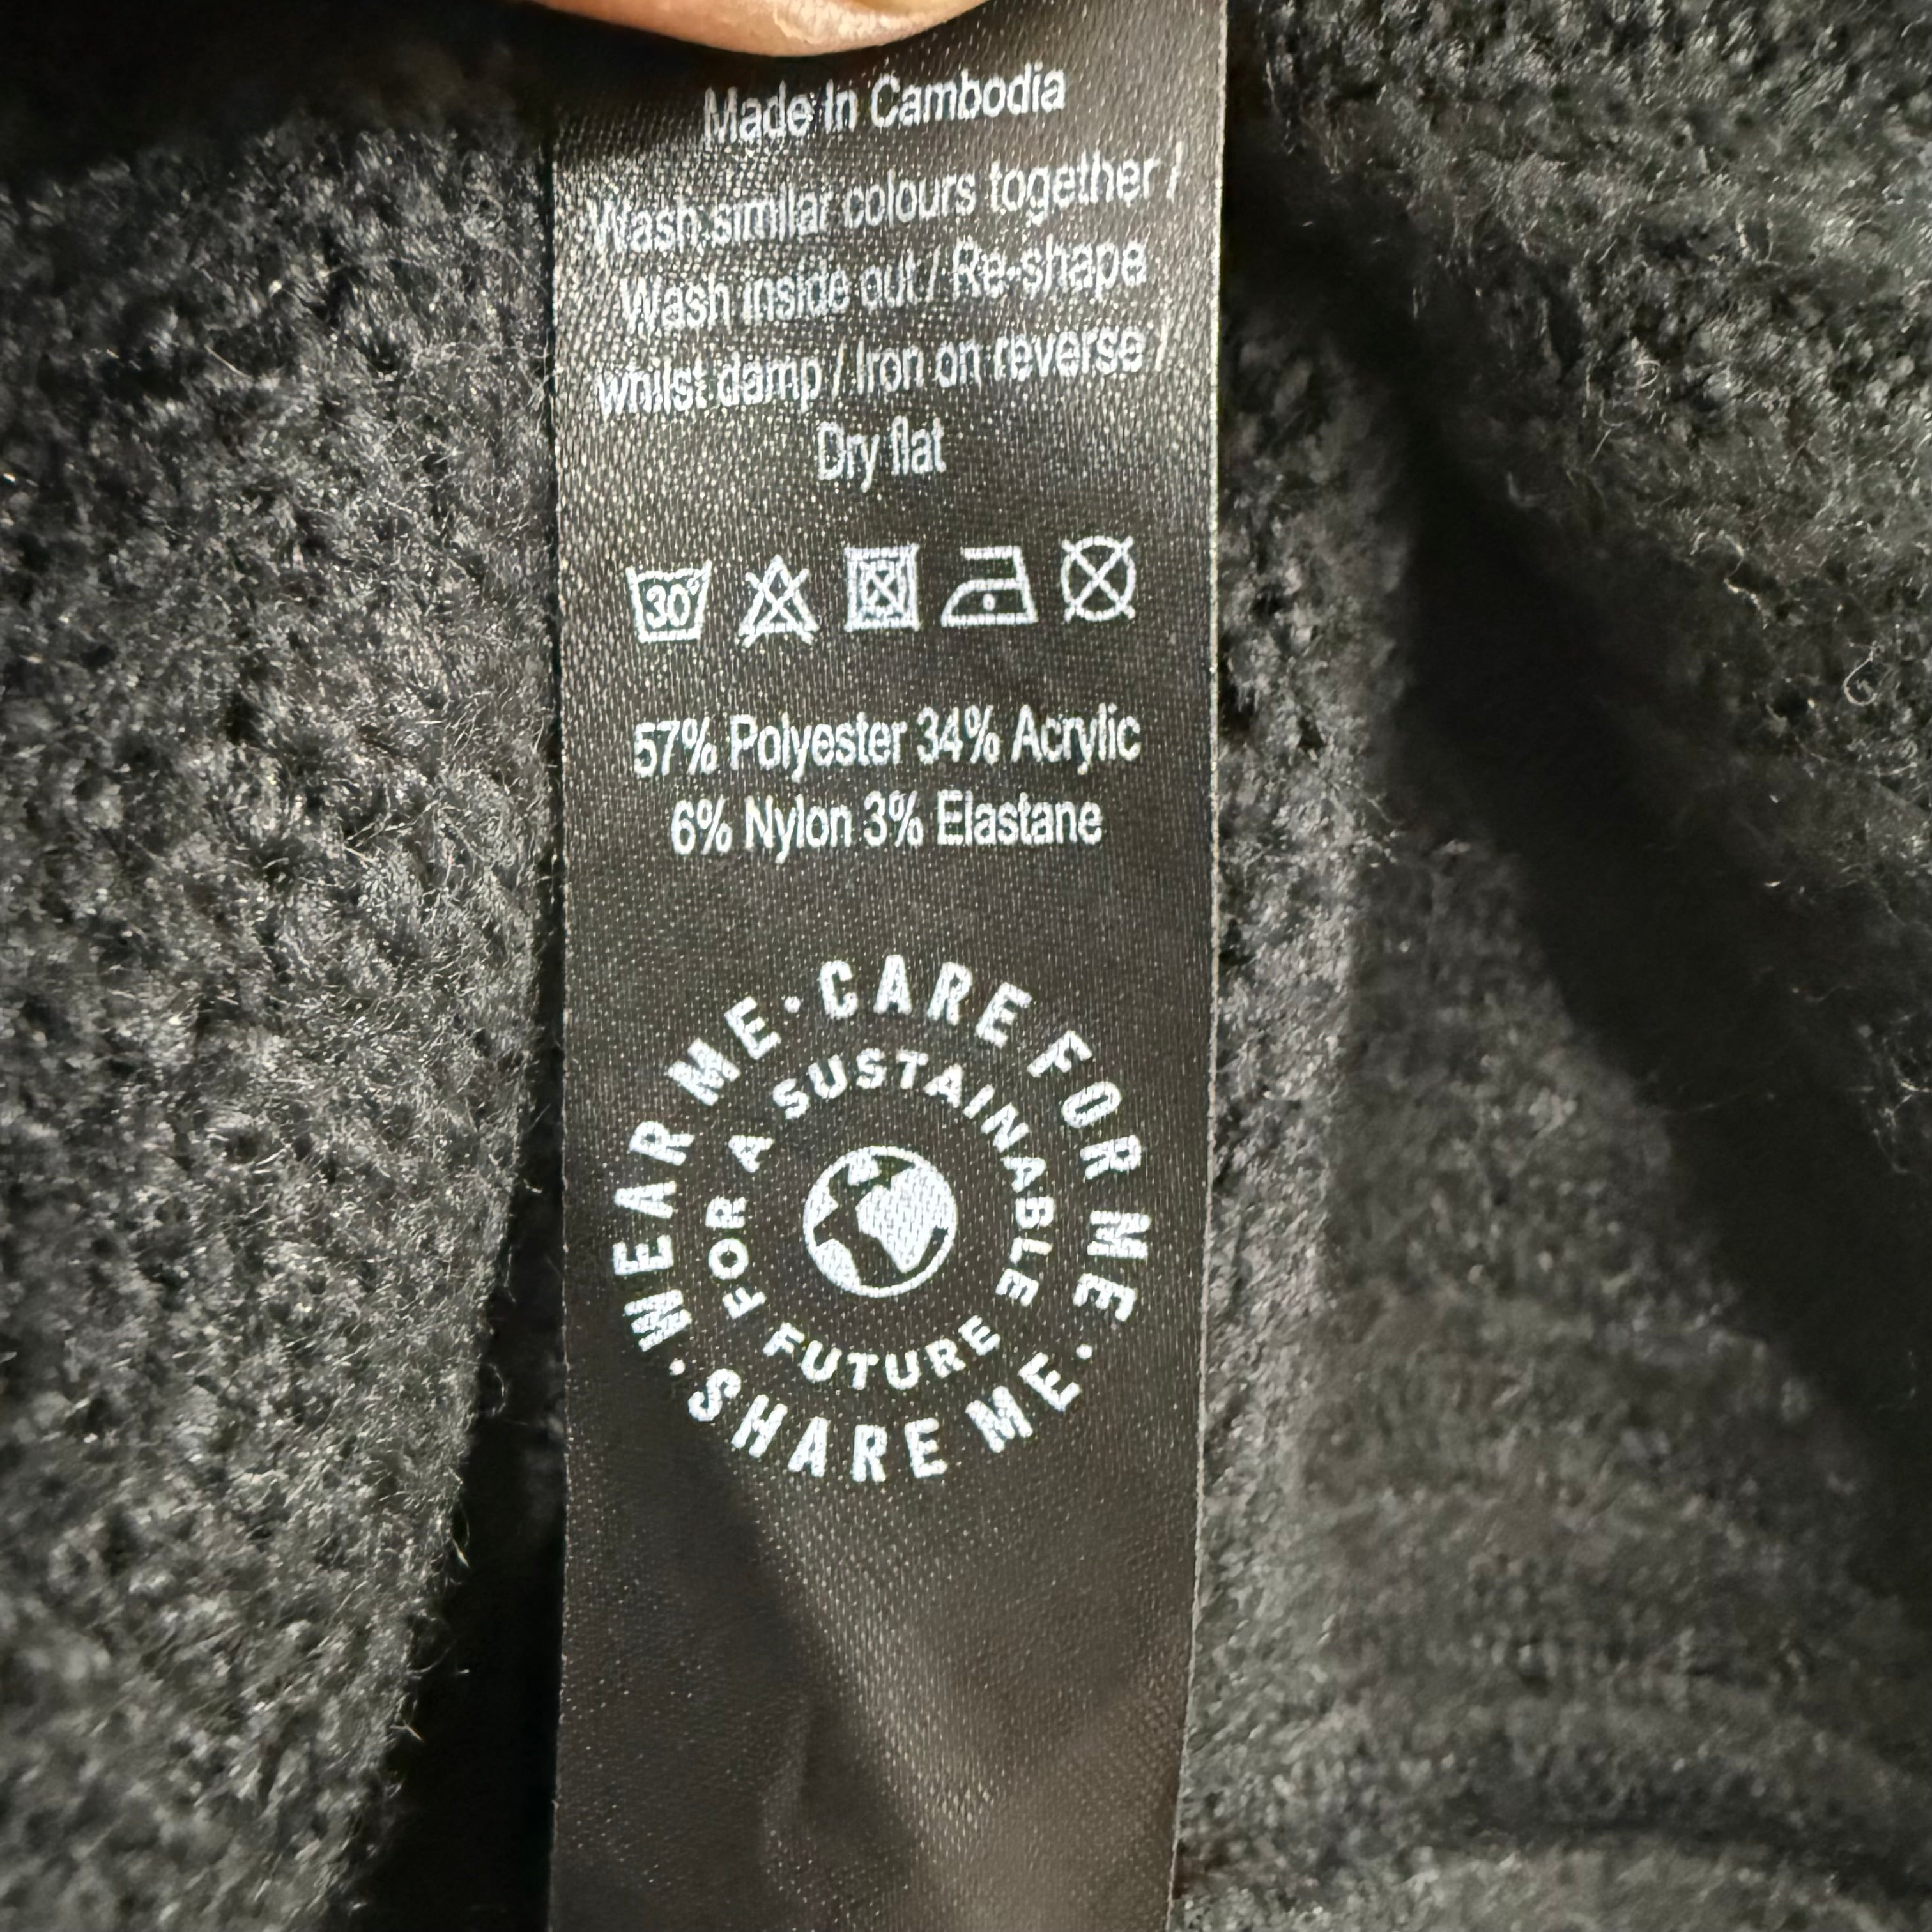 Made In Cambodia
Wash similar colours together /
Wash inside out / Re-shape
whilst damp / Iron on reverse /
Dry flat
30°
57% Polyester 34% Acrylic
6% Nylon 3% Elastane
WEAR ME · CARE FOR ME · SHARE ME ·
FOR A SUSTAINABLE FUTURE